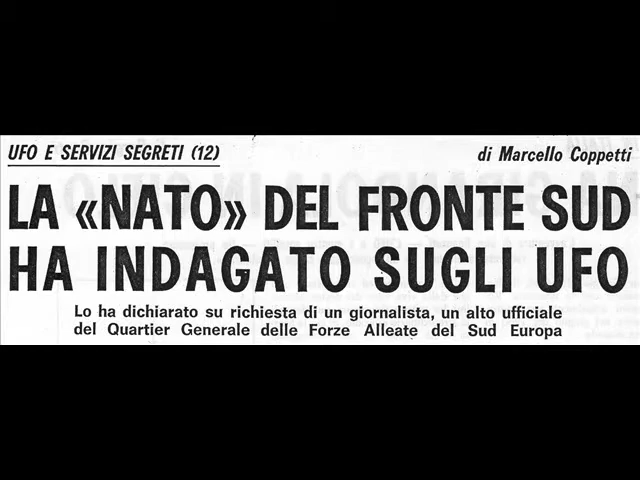 UFO E SERVIZI SEGRETI (12)
di Marcello Coppetti
LA «NATO» DEL FRONTE SUD
HA INDAGATO SUGLI UFO
Lo ha dichiarato su richiesta di un giornalista, un alto ufficiale
del Quartier Generale delle Forze Alleate del Sud Europa